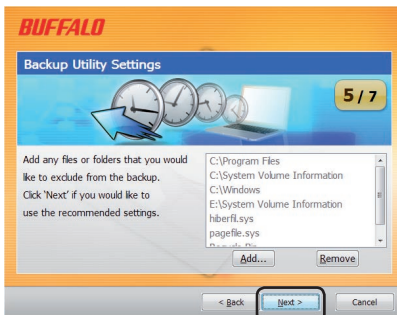 BUFFALO
Backup Utility Settings
5/7
Add any files or folders that you would
like to exclude from the backup.
Click 'Next' if you would like to
use the recommended settings.
C:\Program Files
C:\System Volume Information
C:\Windows
E:\System Volume Information
hiberfil.sys
pagefile.sys
Add...
Remove
< Back
Next >
Cancel